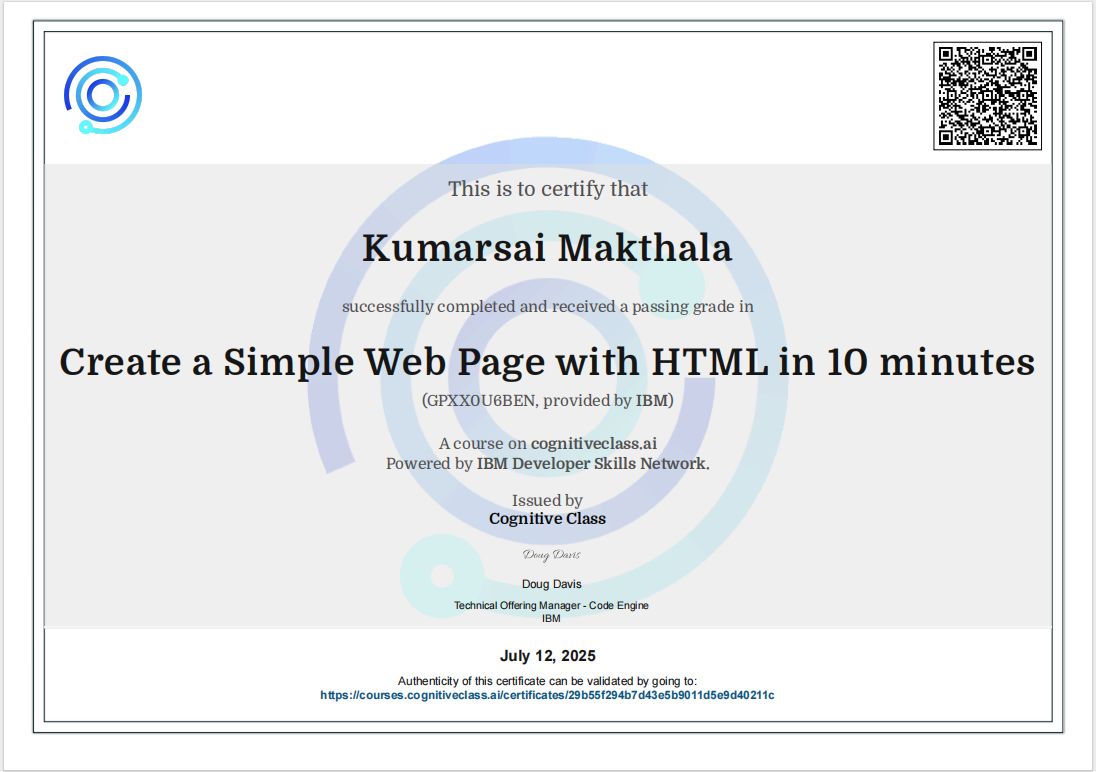 This is to certify that
Kumarsai Makthala
successfully completed and received a passing grade in
Create a Simple Web Page with HTML in 10 minutes
(GPXX0U6BEN, provided by IBM)
A course on cognitiveclass.ai
Powered by IBM Developer Skills Network.
Issued by
Cognitive Class
Doug Davis
Doug Davis
Technical Offering Manager - Code Engine
IBM
July 12, 2025
Authenticity of this certificate can be validated by going to:
https://courses.cognitiveclass.ai/certificates/29b55f294b7d43e5b9011d5e9d40211c